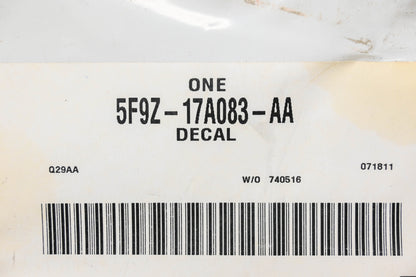 ONE
5F9Z-17A083-AA
DECAL
Q29AA
W/O 740516
071811